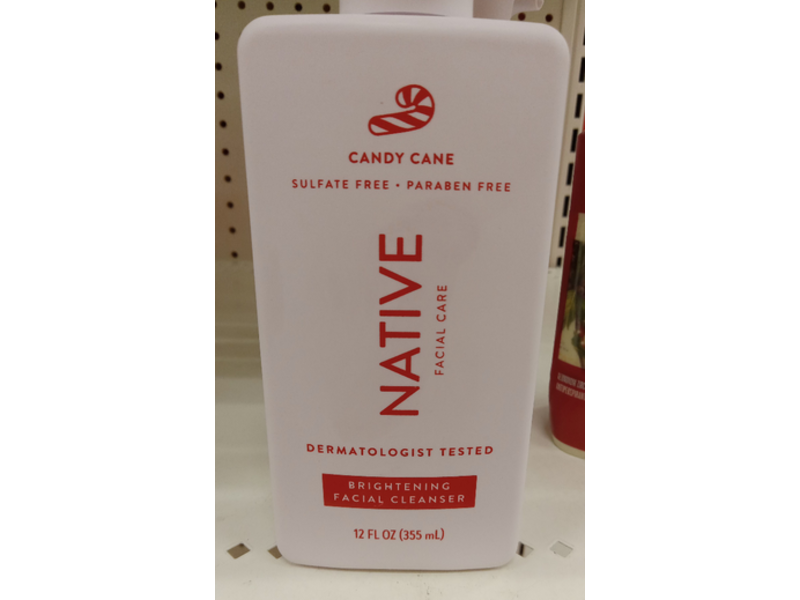 CANDY CANE
SULFATE FREE • PARABEN FREE
NATIVE
FACIAL CARE
DERMATOLOGIST TESTED
BRIGHTENING
FACIAL CLEANSER
12 FL OZ (355 mL)